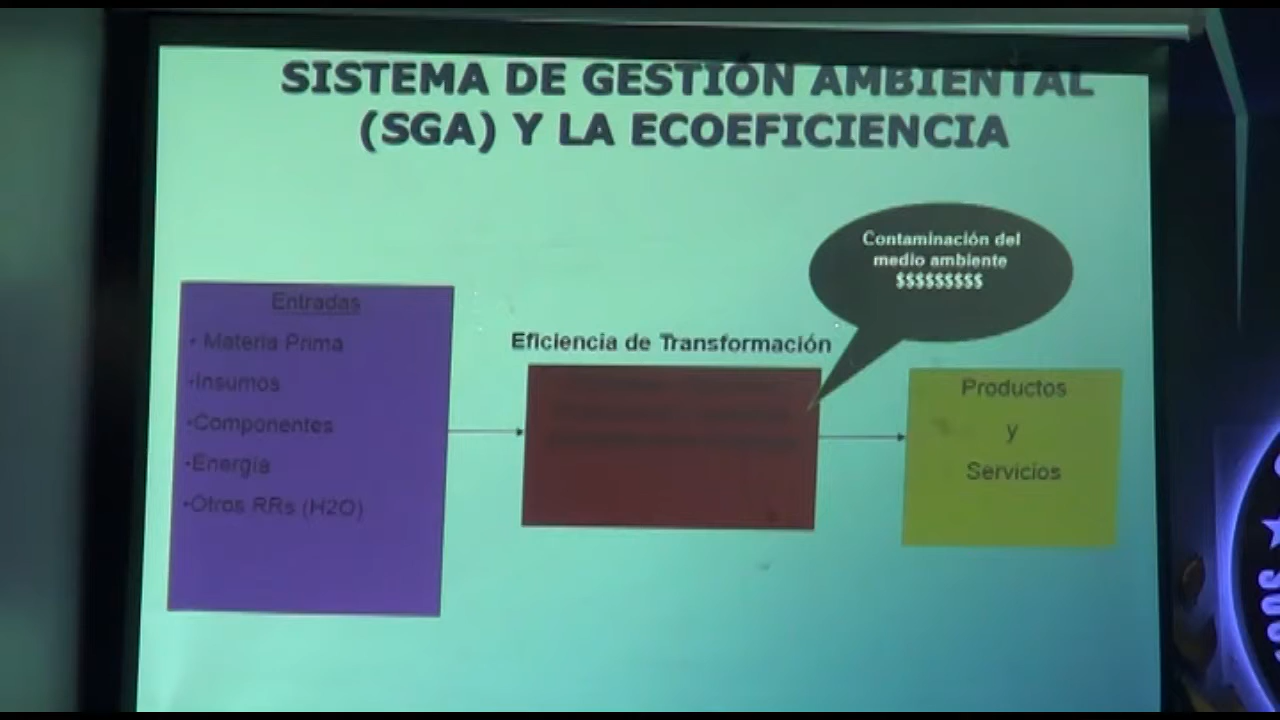 SISTEMA DE GESTIÓN AMBIENTAL
(SGA) Y LA ECOEFICIENCIA
Contaminación del
medio ambiente
$$$$$$$$$
Entradas
• Materia Prima
•Insumos
•Componentes
•Energía
•Otros RRs (H2O)
Eficiencia de Transformación
Productos
y
Servicios